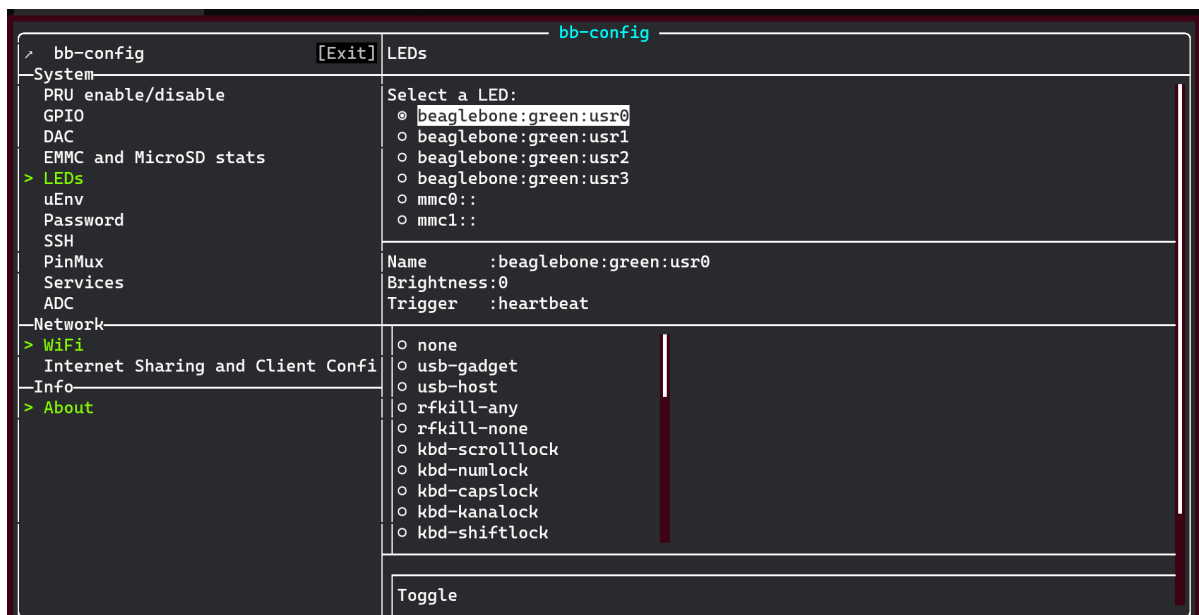 bb-config
↗ bb-config [Exit]
System
PRU enable/disable
GPIO
DAC
EMMC and MicroSD stats
> LEDs
uEnv
Password
SSH
PinMux
Services
ADC
Network
> WiFi
Internet Sharing and Client Confi
Info
> About
LEDs
Select a LED:
beaglebone:green:usr0
beaglebone:green:usr1
beaglebone:green:usr2
beaglebone:green:usr3
mmc0::
mmc1::
Name :beaglebone:green:usr0
Brightness:0
Trigger :heartbeat
none
usb-gadget
usb-host
rfkill-any
rfkill-none
kbd-scrolllock
kbd-numlock
kbd-capslock
kbd-kanalock
kbd-shiftlock
Toggle